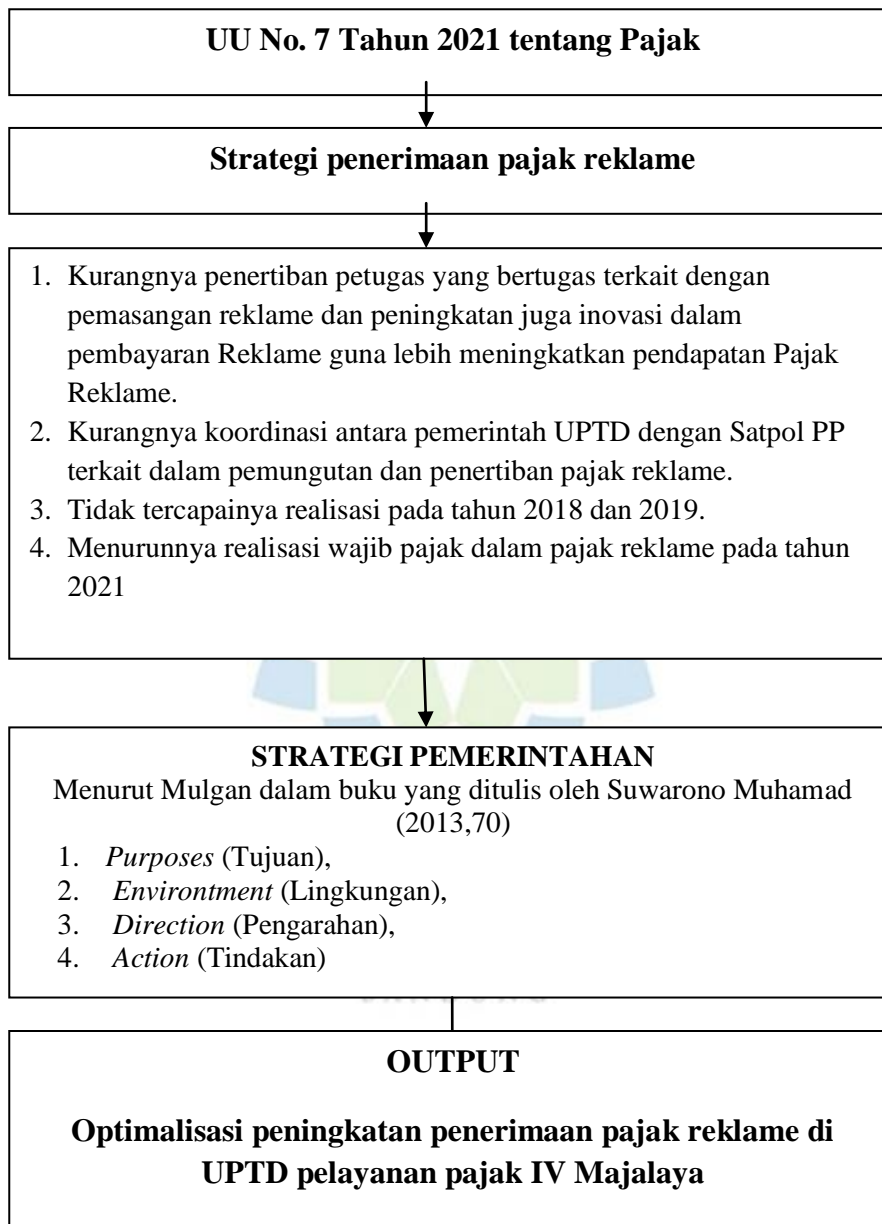 UU No. 7 Tahun 2021 tentang Pajak
Strategi penerimaan pajak reklame
1. Kurangnya penertiban petugas yang bertugas terkait dengan
pemasangan reklame dan peningkatan juga inovasi dalam
pembayaran Reklame guna lebih meningkatkan pendapatan Pajak
Reklame.
2. Kurangnya koordinasi antara pemerintah UPTD dengan Satpol PP
terkait dalam pemungutan dan penertiban pajak reklame.
3. Tidak tercapainya realisasi pada tahun 2018 dan 2019.
4. Menurunnya realisasi wajib pajak dalam pajak reklame pada tahun
2021
STRATEGI PEMERINTAHAN
Menurut Mulgan dalam buku yang ditulis oleh Suwarono Muhamad
(2013,70)
1. Purposes (Tujuan),
2. Environtment (Lingkungan),
3. Direction (Pengarahan),
4. Action (Tindakan)
OUTPUT
Optimalisasi peningkatan penerimaan pajak reklame di
UPTD pelayanan pajak IV Majalaya